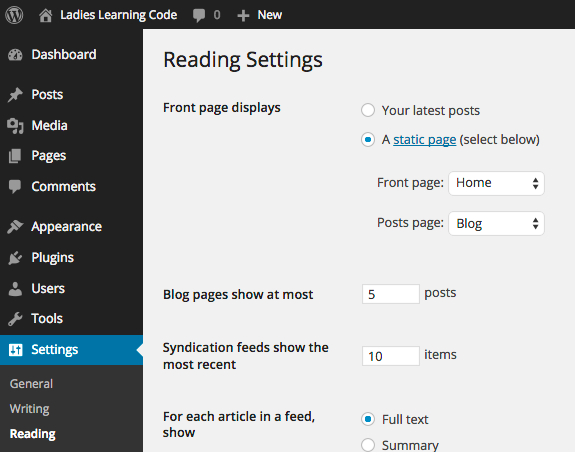 Ladies Learning Code 0 New
Dashboard
Posts
Media
Pages
Comments
Appearance
Plugins
Users
Tools
Settings
General
Writing
Reading
Reading Settings
Front page displays
Your latest posts
A static page (select below)
Front page: Home
Posts page: Blog
Blog pages show at most 5 posts
Syndication feeds show the
most recent
10 items
For each article in a feed,
show
Full text
Summary